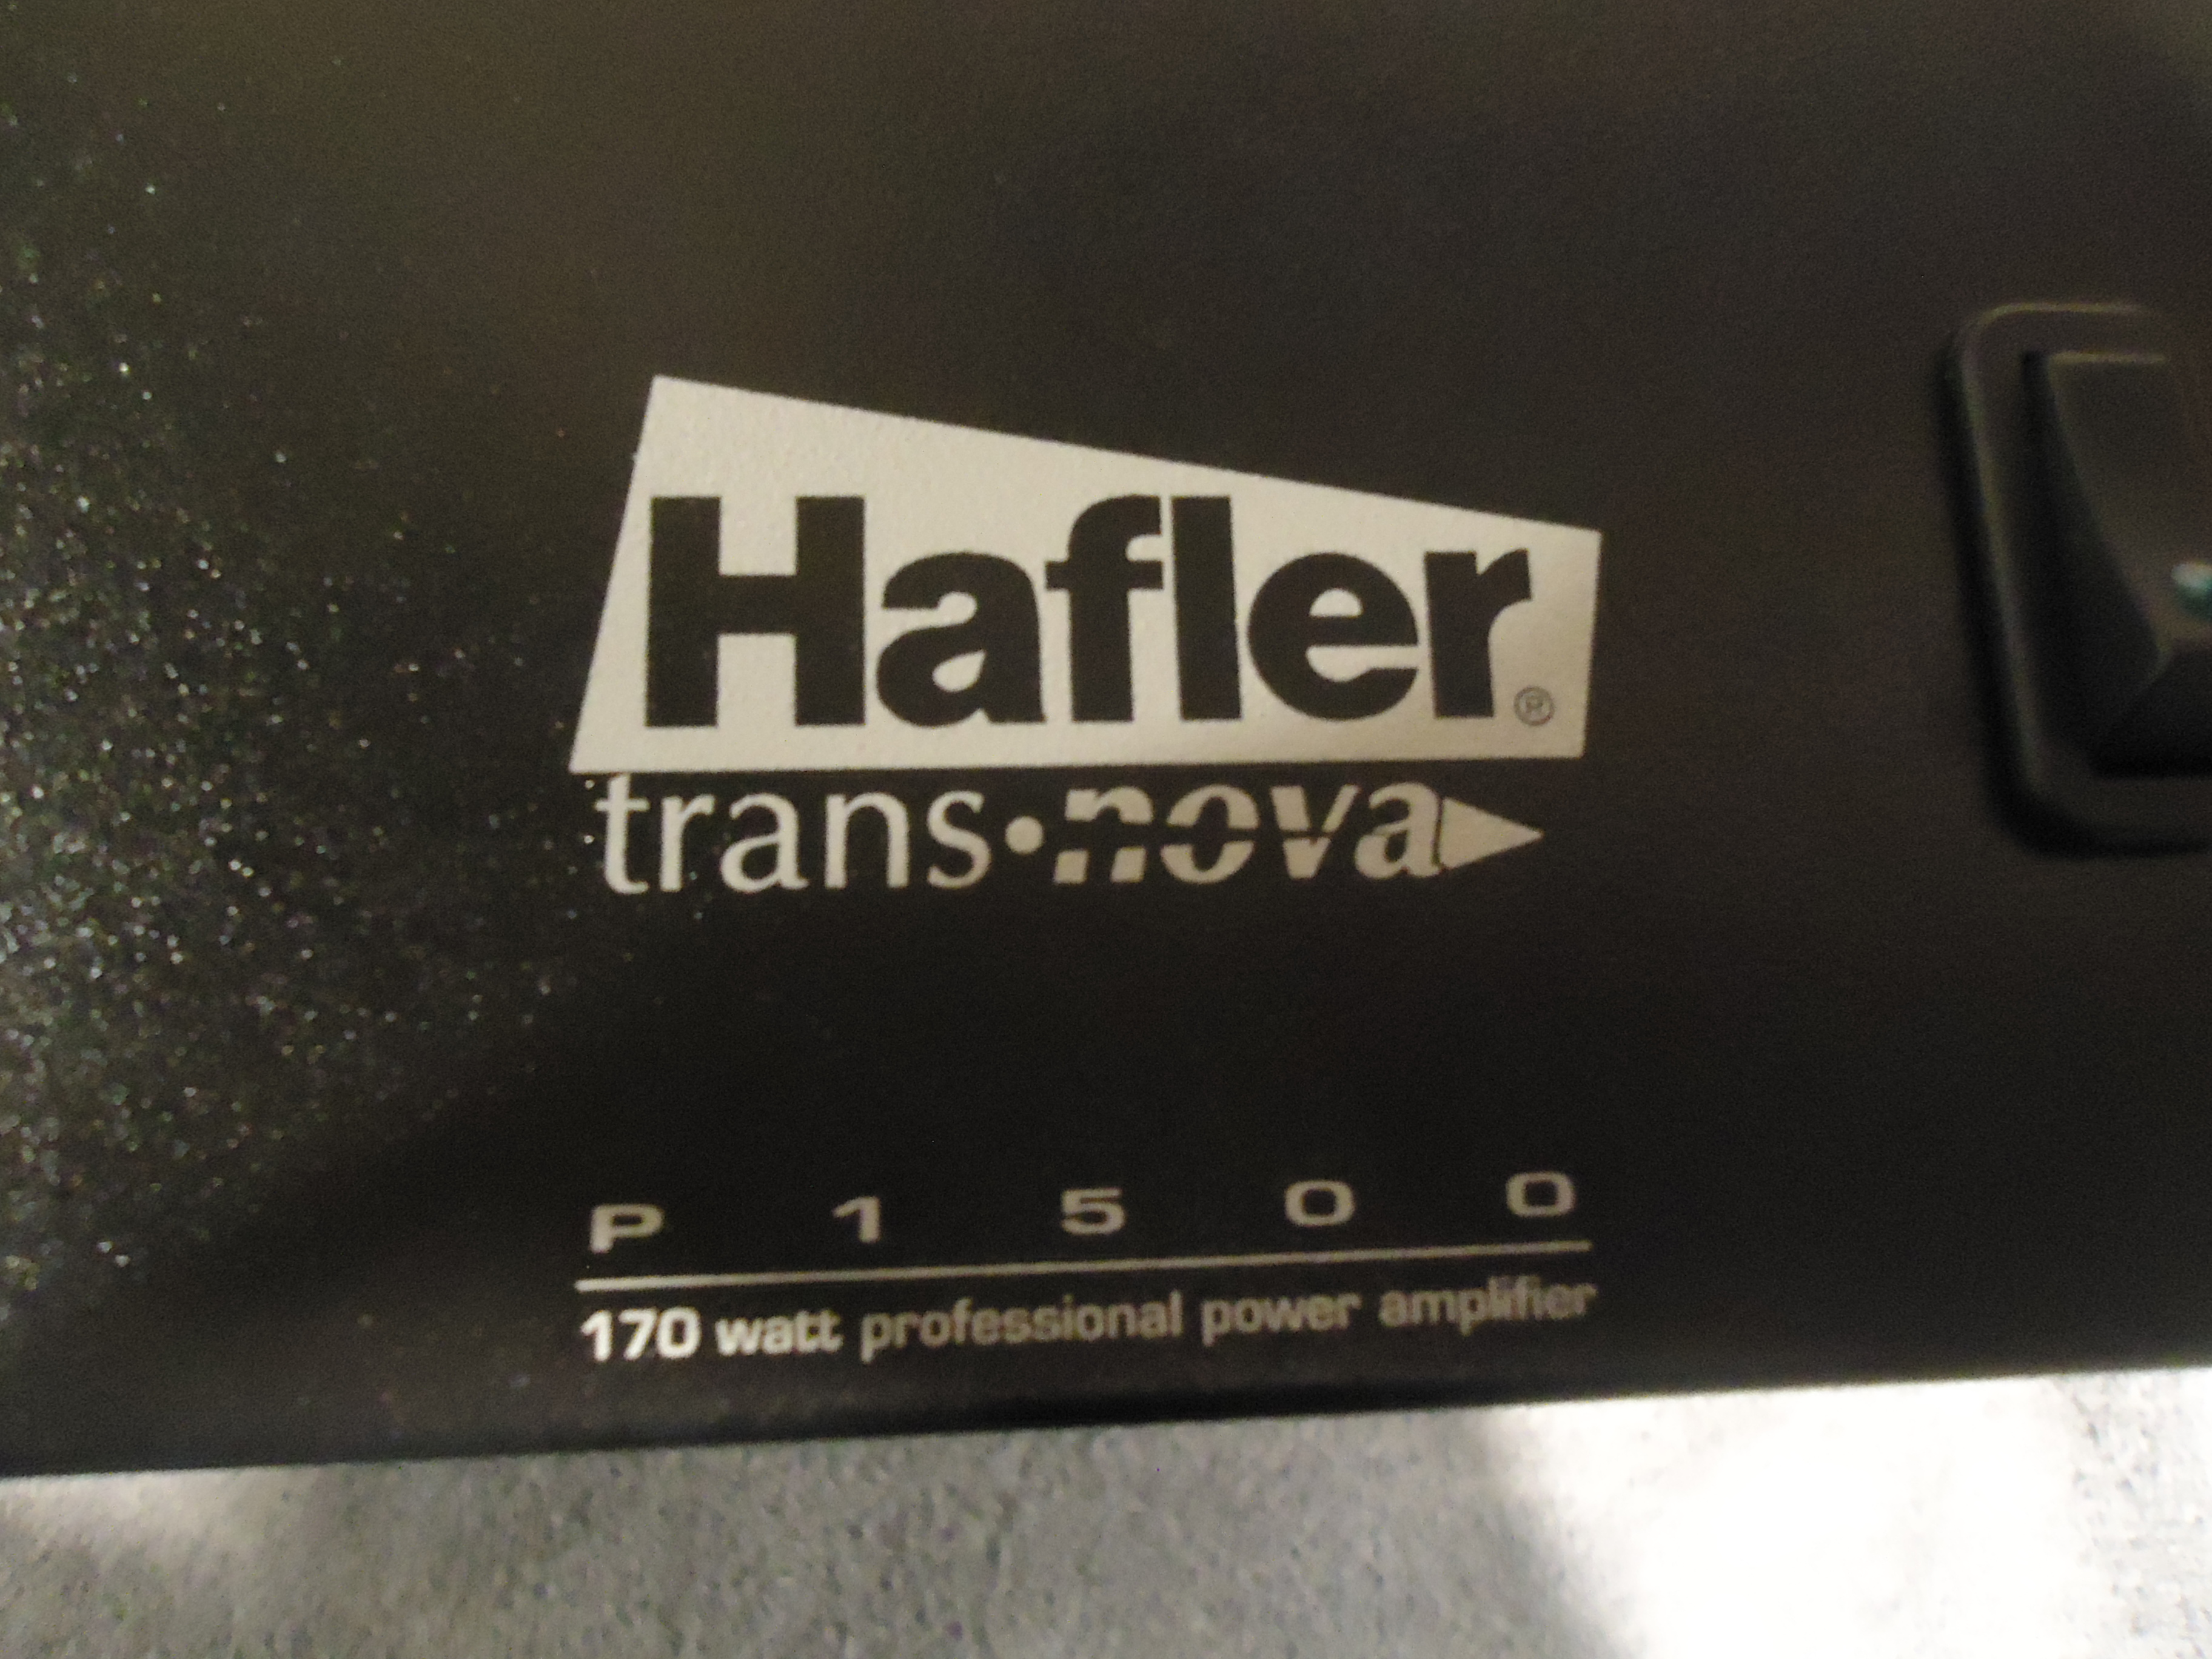 Hafler®
trans•nova
P 1 5 0 0
170 watt professional power amplifier